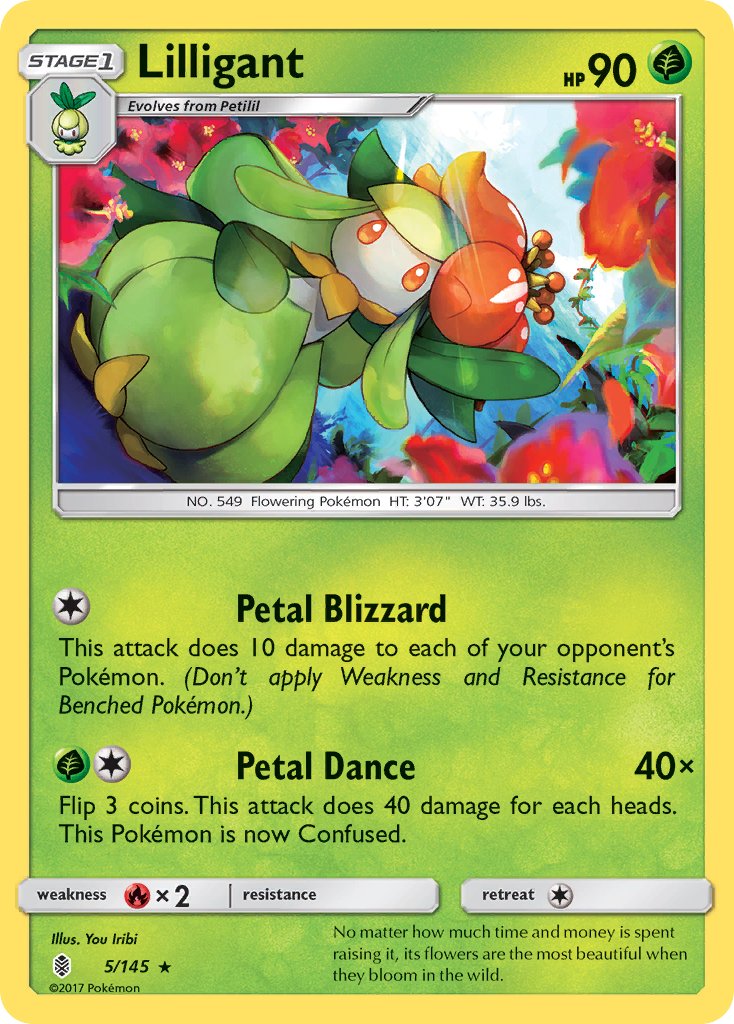 STAGE1
Lilligant
HP90
Evolves from Petilil
NO. 549 Flowering Pokémon HT: 3'07" WT: 35.9 lbs.
Petal Blizzard
This attack does 10 damage to each of your opponent's
Pokémon. (Don't apply Weakness and Resistance for
Benched Pokémon.)
Petal Dance 40×
Flip 3 coins. This attack does 40 damage for each heads.
This Pokémon is now Confused.
weakness ×2 resistance retreat
Illus. You Iribi
5/145 ★
©2017 Pokémon
No matter how much time and money is spent
raising it, its flowers are the most beautiful when
they bloom in the wild.